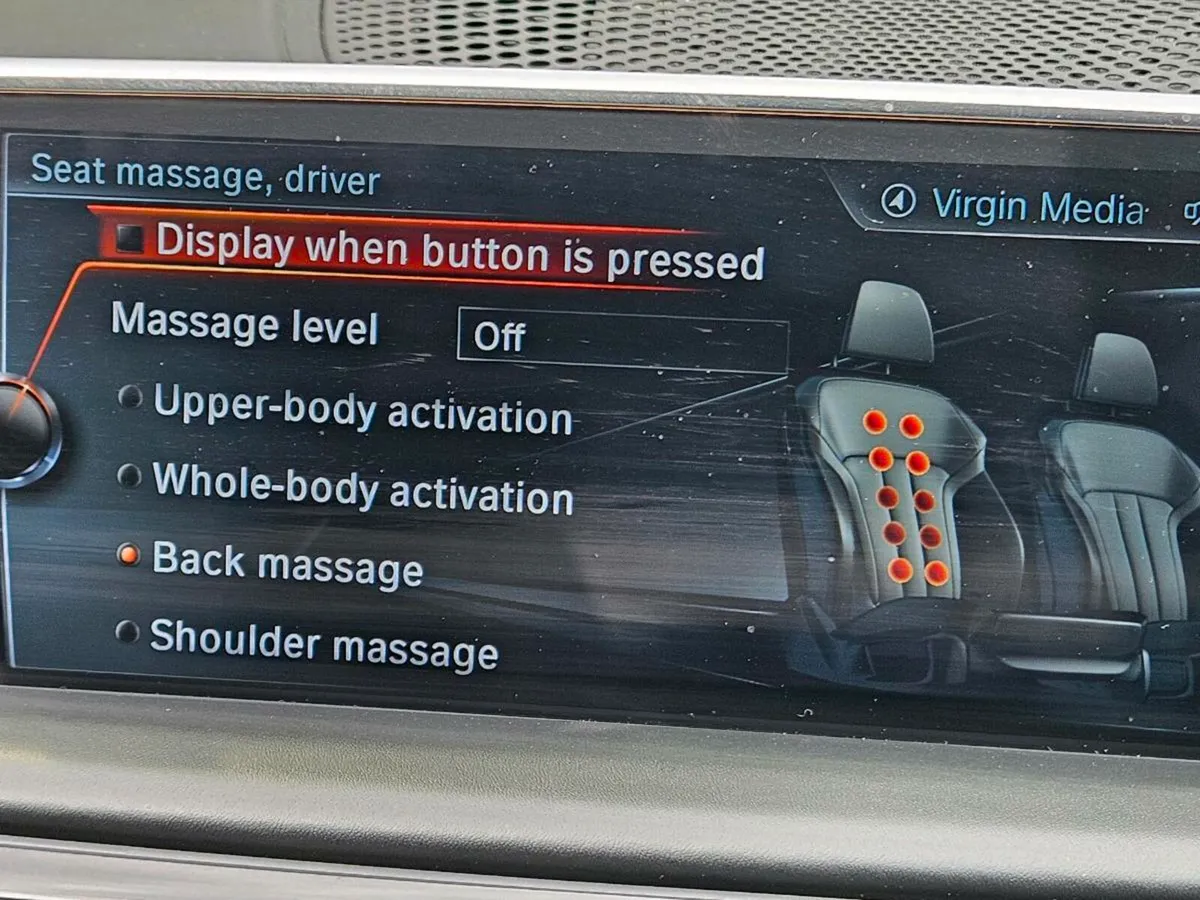 Seat massage, driver
Virgin Media
Display when button is pressed
Massage level
Off
Upper-body activation
Whole-body activation
Back massage
Shoulder massage